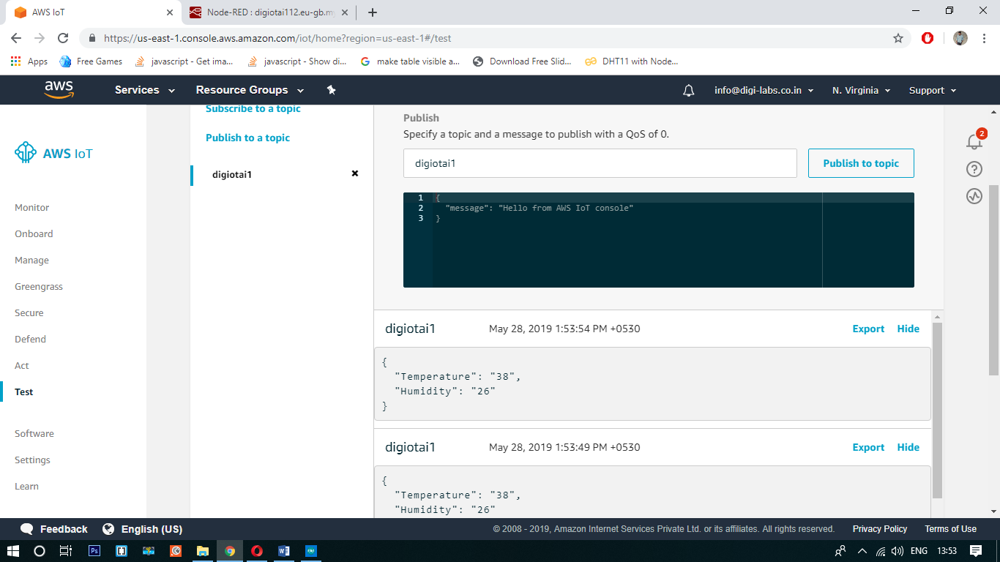 AWS IoT
Node-RED : digiotai112.eu-gb.my
https://us-east-1.console.aws.amazon.com/iot/home?region=us-east-1#/test
Apps
Free Games
javascript - Get ima...
javascript - Show di...
make table visible a...
Download Free Slid...
DHT11 with Node...
aws
Services
Resource Groups
info@digi-labs.co.in
N. Virginia
Support
AWS IoT
Monitor
Onboard
Manage
Greengrass
Secure
Defend
Act
Test
Software
Settings
Learn
Subscribe to a topic
Publish to a topic
digiotai1
Publish
Specify a topic and a message to publish with a QoS of 0.
digiotai1
Publish to topic
1 {
2 "message": "Hello from AWS IoT console"
3 }
digiotai1 May 28, 2019 1:53:54 PM +0530 Export Hide
{
"Temperature": "38",
"Humidity": "26"
}
digiotai1 May 28, 2019 1:53:49 PM +0530 Export Hide
{
"Temperature": "38",
"Humidity": "26"
2
Feedback
English (US)
© 2008 - 2019, Amazon Internet Services Private Ltd. or its affiliates. All rights reserved.
Privacy Policy
Terms of Use
Ps
ENG
13:53